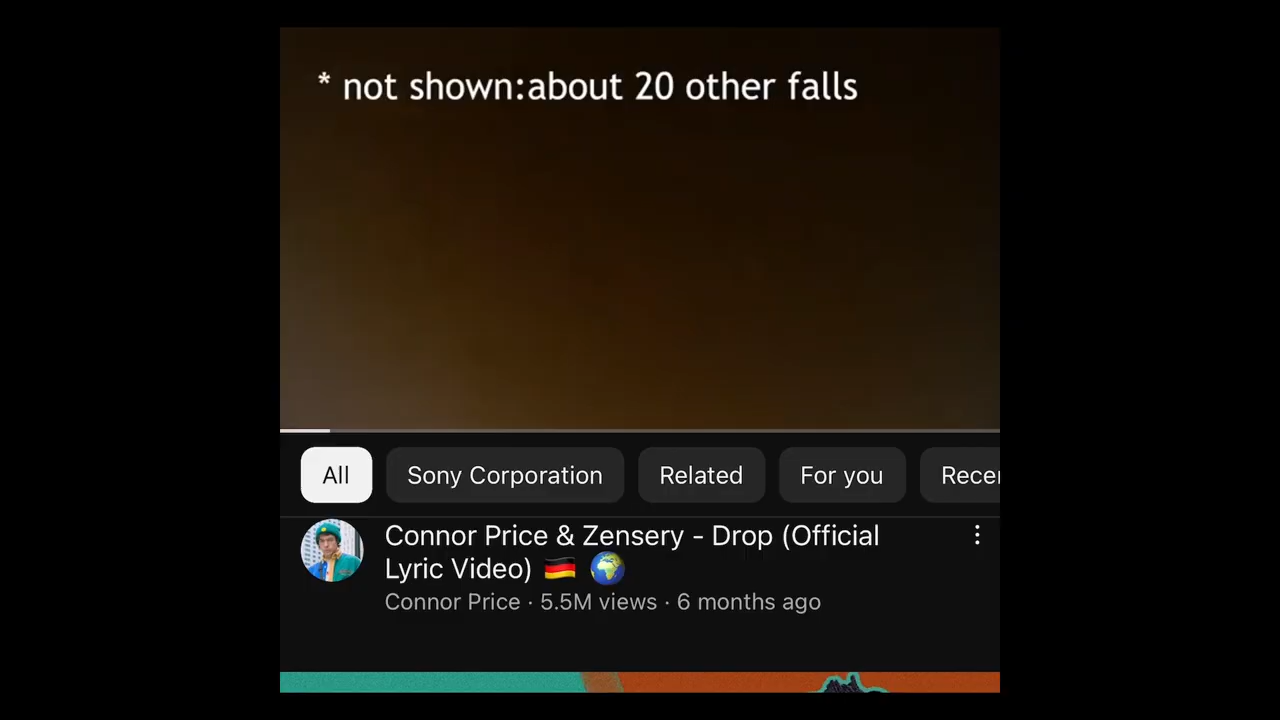 * not shown:about 20 other falls
All
Sony Corporation
Related
For you
Recer
Connor Price & Zensery - Drop (Official
Lyric Video) 🇩🇪 🌍
Connor Price · 5.5M views · 6 months ago